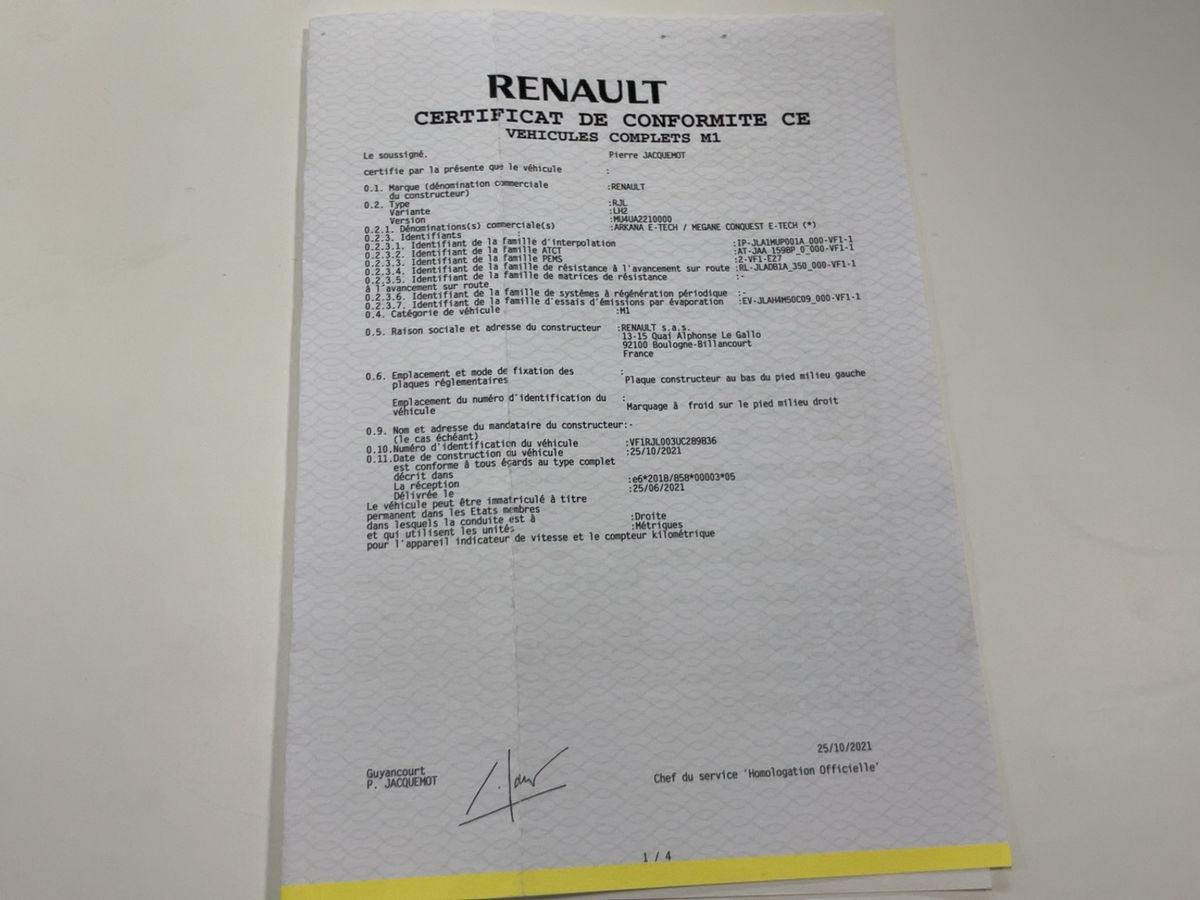 RENAULT
CERTIFICAT DE CONFORMITE CE
VEHICULES COMPLETS M1
Le soussigné. Pierre JACQUEMOT
certifie par la présente que le véhicule :
0.1. Marque (dénomination commerciale :RENAULT
du constructeur)
0.2. Type :RJL
Variante :LH2
Version :MU4UA2210000
0.2.1. Dénominations(s) comerciale(s) :ARKANA E-TECH / MEGANE CONQUEST E-TECH (*)
0.2.3. Identifiants :
0.2.3.1. Identifiant de la famille d'interpolation :IP-JLA1MUP001A_000-VF1-1
0.2.3.2. Identifiant de la famille ATCT :AT-JAA_1598P_0_000-VF1-1
0.2.3.3. Identifiant de la famille PEMS :2-VF1-E27
0.2.3.4. Identifiant de la famille de résistance à l'avancement sur route :RL-JLADB1A_350_000-VF1-1
0.2.3.5. Identifiant de la famille de matrices de résistance :-
à l'avancement sur route
0.2.3.6. Identifiant de la famille de systèmes à régénération périodique :-
0.2.3.7. Identifiant de la famille d'essais d'émissions par évaporation :EV-JLAH4M50C09_000-VF1-1
0.4. Catégorie de véhicule :M1
0.5. Raison sociale et adresse du constructeur :RENAULT s.a.s.
13-15 Quai Alphonse Le Gallo
92100 Boulogne-Billancourt
France
0.6. Emplacement et mode de fixation des :
plaques réglementaires Plaque constructeur au bas du pied milieu gauche
Emplacement du numéro d'identification du :
véhicule Marquage à froid sur le pied milieu droit
0.9. Nom et adresse du mandataire du constructeur:-
(le cas échéant)
0.10.Numéro d'identification du véhicule :VF1RJL003UC289836
0.11.Date de construction du véhicule :25/10/2021
est conforme à tous égards au type complet
décrit dans
La réception :e6*2018/858*00003*05
Délivrée le :25/06/2021
Le véhicule peut être immatriculé à titre
permanent dans les Etats membres
dans lesquels la conduite est à :Droite
et qui utilisent les unités :Métriques
pour l'appareil indicateur de vitesse et le compteur kilométrique
25/10/2021
Guyancourt
P. JACQUEMOT
Chef du service 'Homologation Officielle'
1 / 4